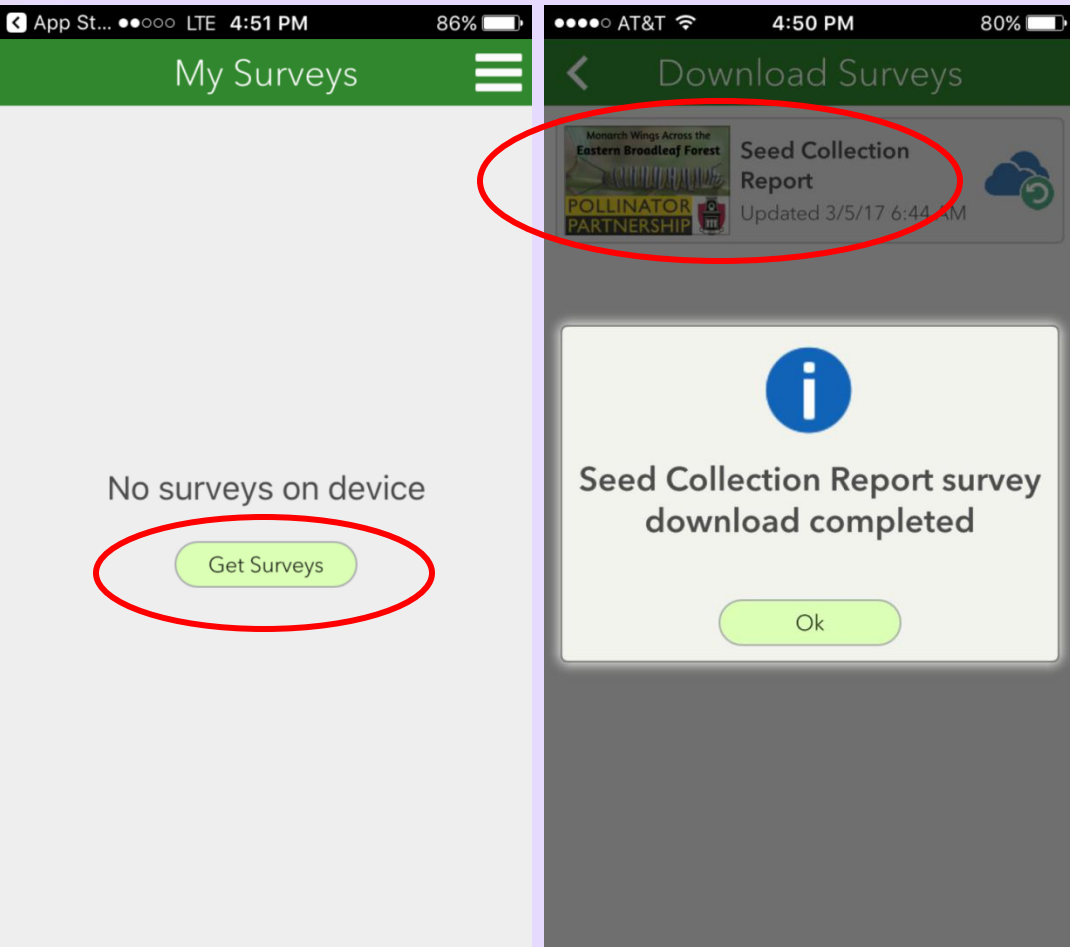 App St... LTE 4:51 PM 86%
My Surveys
No surveys on device
Get Surveys
AT&T 4:50 PM 80%
Download Surveys
Monarch Wings Across the
Eastern Broadleaf Forest
POLLINATOR
PARTNERSHIP
Seed Collection
Report
Updated 3/5/17 6:44 AM
i
Seed Collection Report survey
download completed
Ok